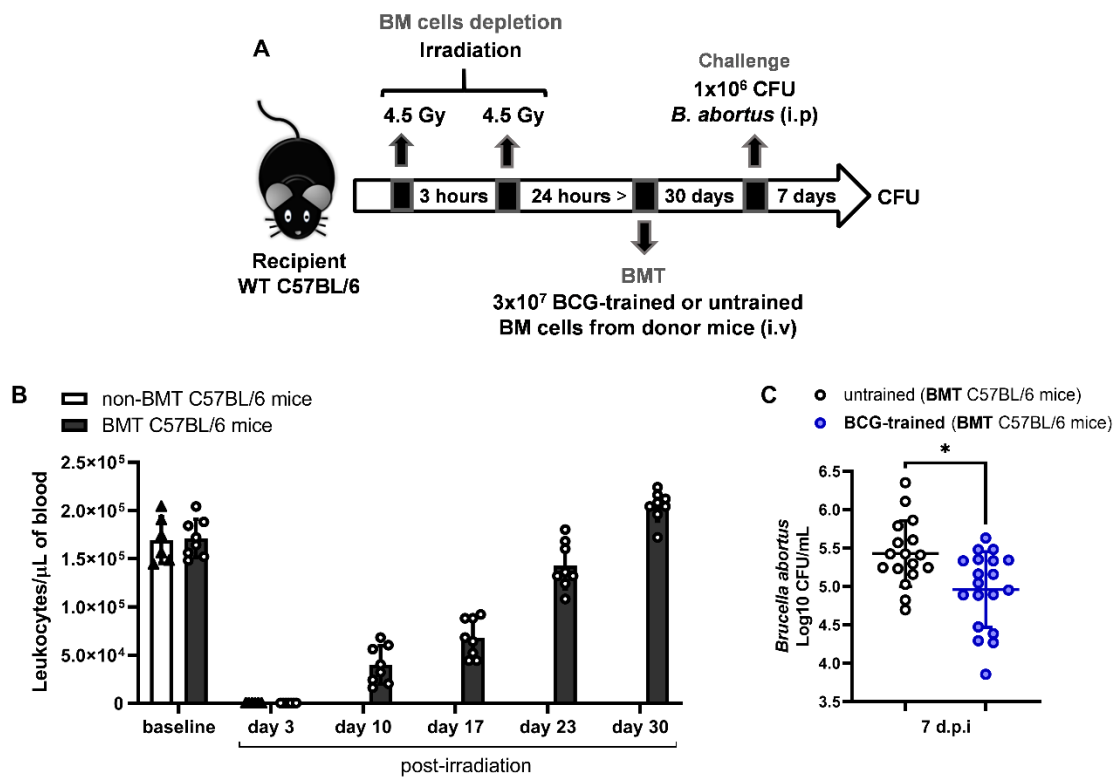 A
BM cells depletion
Irradiation
4.5 Gy 4.5 Gy
Challenge
1x10⁶ CFU
B. abortus (i.p)
3 hours 24 hours > 30 days 7 days CFU
Recipient
WT C57BL/6
BMT
3x10⁷ BCG-trained or untrained
BM cells from donor mice (i.v)
B
non-BMT C57BL/6 mice
BMT C57BL/6 mice
Leukocytes/µL of blood
2.5×10⁵
2.0×10⁵
1.5×10⁵
1.0×10⁵
5.0×10⁴
0
baseline day 3 day 10 day 17 day 23 day 30
post-irradiation
C
untrained (BMT C57BL/6 mice)
BCG-trained (BMT C57BL/6 mice)
*
Brucella abortus
Log10 CFU/mL
6.5
6.0
5.5
5.0
4.5
4.0
3.5
7 d.p.i